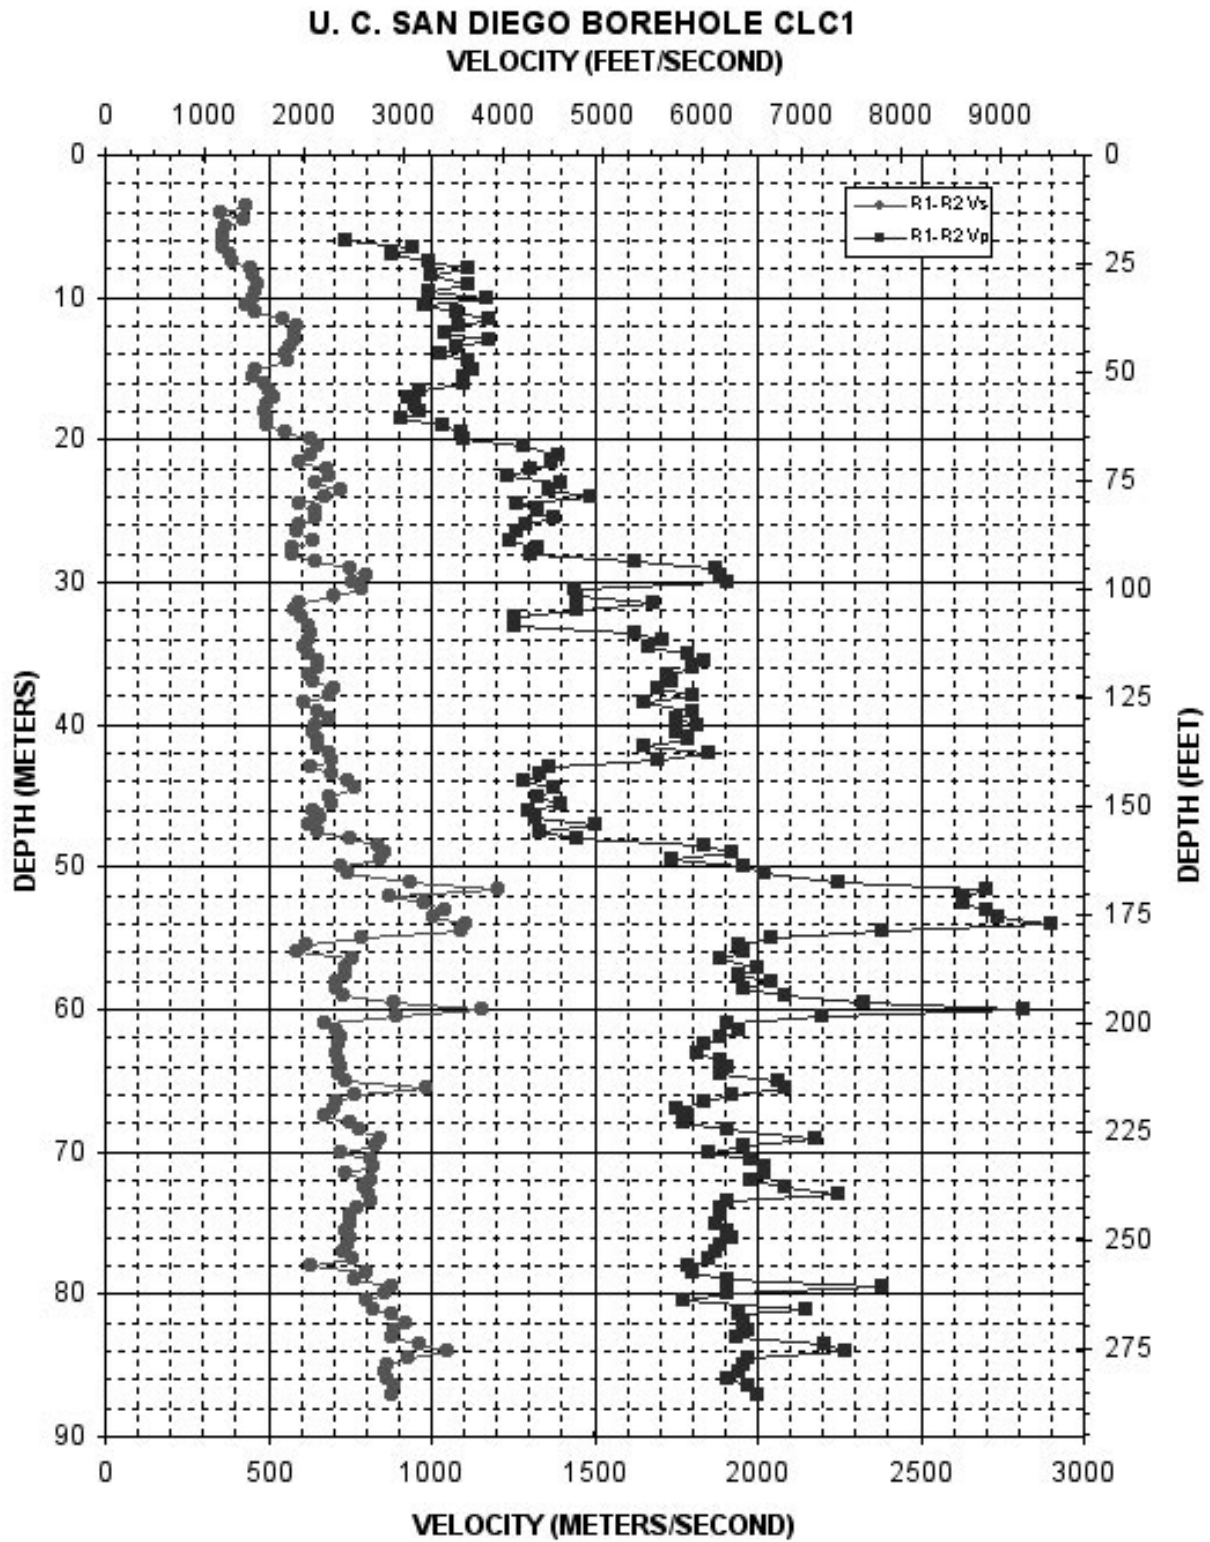 U. C. SAN DIEGO BOREHOLE CLC1
VELOCITY (FEET/SECOND)
0 1000 2000 3000 4000 5000 6000 7000 8000 9000
R1-R2 Vs
R1-R2 Vp
0
10
20
30
40
50
60
70
80
90
DEPTH (METERS)
0
25
50
75
100
125
150
175
200
225
250
275
DEPTH (FEET)
0 500 1000 1500 2000 2500 3000
VELOCITY (METERS/SECOND)